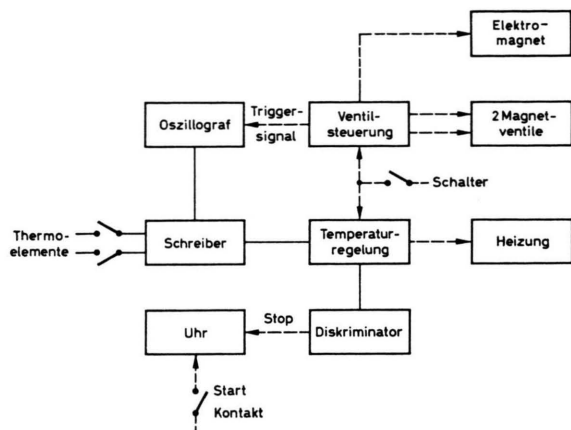 Elektro-
magnet
Oszillograf
Trigger-
signal
Ventil-
steuerung
2 Magnet-
ventile
Schalter
Thermo-
elemente
Schreiber
Temperatur-
regelung
Heizung
Uhr
Stop
Diskriminator
Start
Kontakt